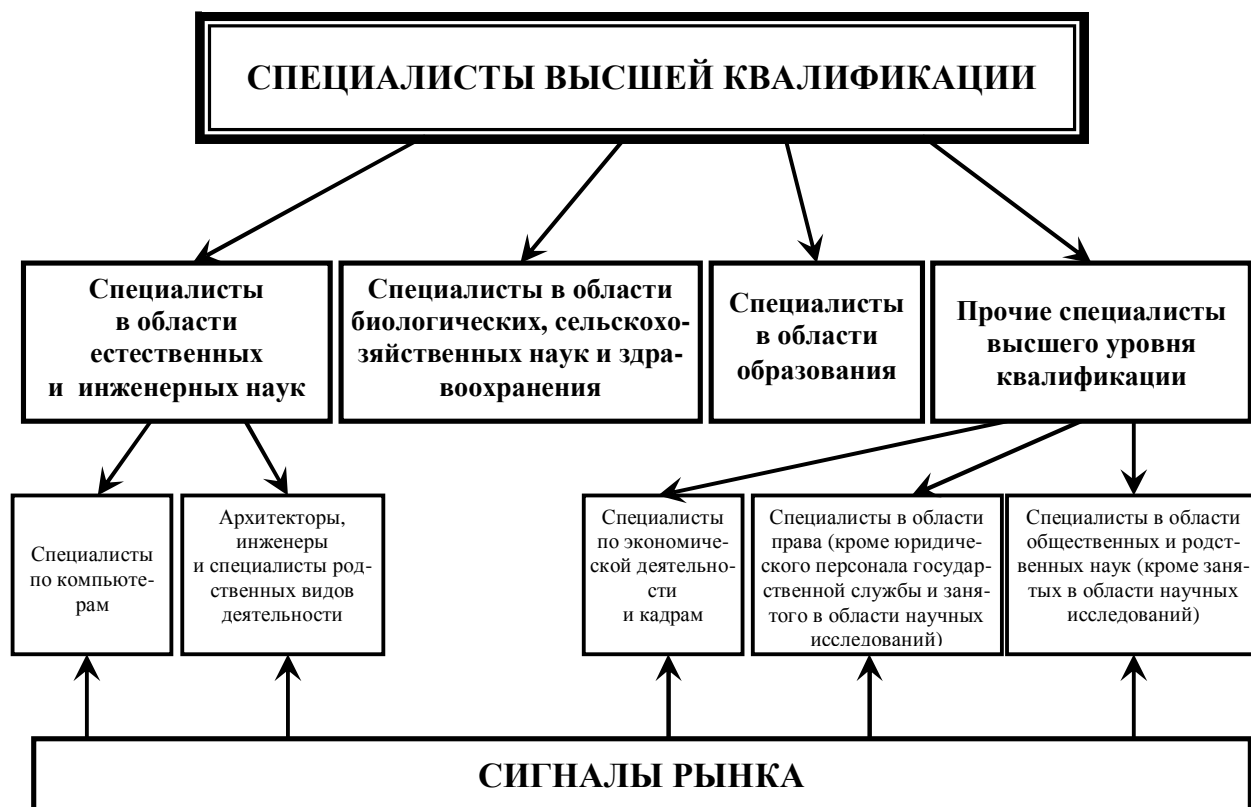 СПЕЦИАЛИСТЫ ВЫСШЕЙ КВАЛИФИКАЦИИ
Специалисты
в области
естественных
и инженерных наук
Специалисты в области
биологических, сельскохо-
зяйственных наук и здра-
воохранения
Специалисты
в области
образования
Прочие специалисты
высшего уровня
квалификации
Специалисты
по компьюте-
рам
Архитекторы,
инженеры
и специалисты род-
ственных видов
деятельности
Специалисты
по экономиче-
ской деятельно-
сти
и кадрам
Специалисты в области
права (кроме юридиче-
ского персонала государ-
ственной службы и заня-
того в области научных
исследований)
Специалисты в области
общественных и родст-
венных наук (кроме заня-
тых в области научных
исследований)
СИГНАЛЫ РЫНКА